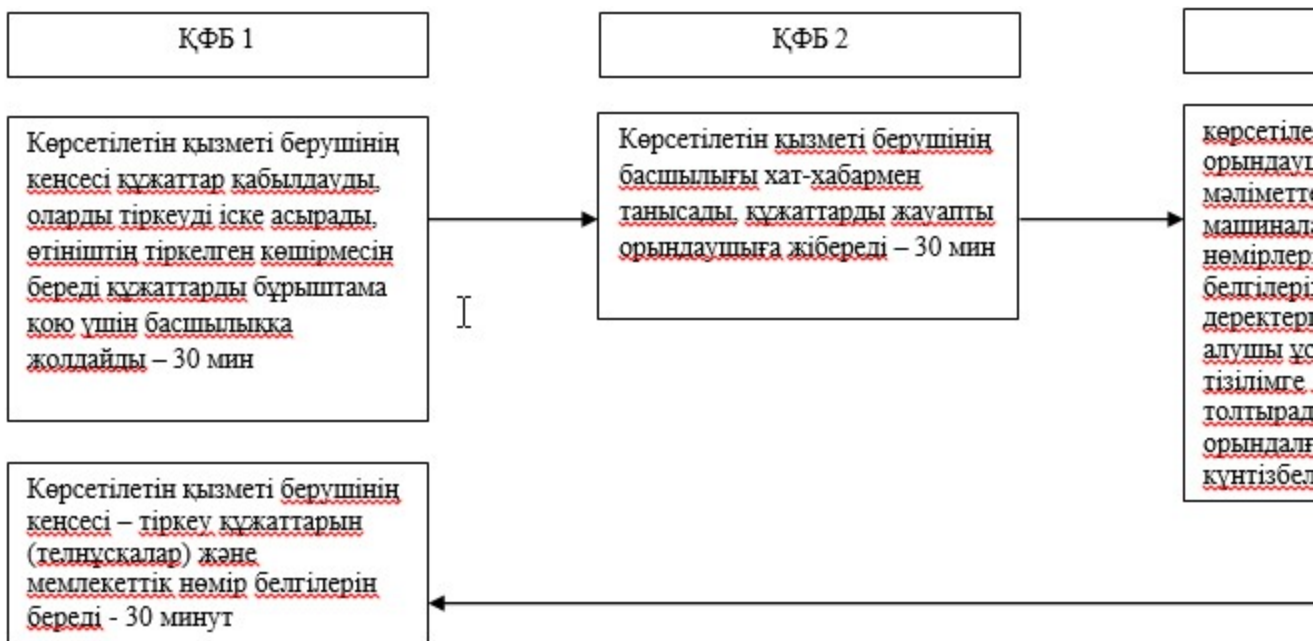 ҚФБ 1
ҚФБ 2
Көрсетілетін қызметі берушінің
кеңсесі құжаттар қабылдауды,
оларды тіркеуді іске асырады,
өтініштің тіркелген көшірмесін
береді құжаттарды бұрыштама
қою үшін басшылыққа
жолдайды – 30 мин
Көрсетілетін қызметі берушінің
басшылығы хат-хабармен
танысады, құжаттарды жауапты
орындаушыға жібереді – 30 мин
тізілімге
Көрсетілетін қызметі берушінің
кеңсесі – тіркеу құжаттарын
(телнұсқалар) және
мемлекеттік нөмір белгілерін
береді - 30 минут